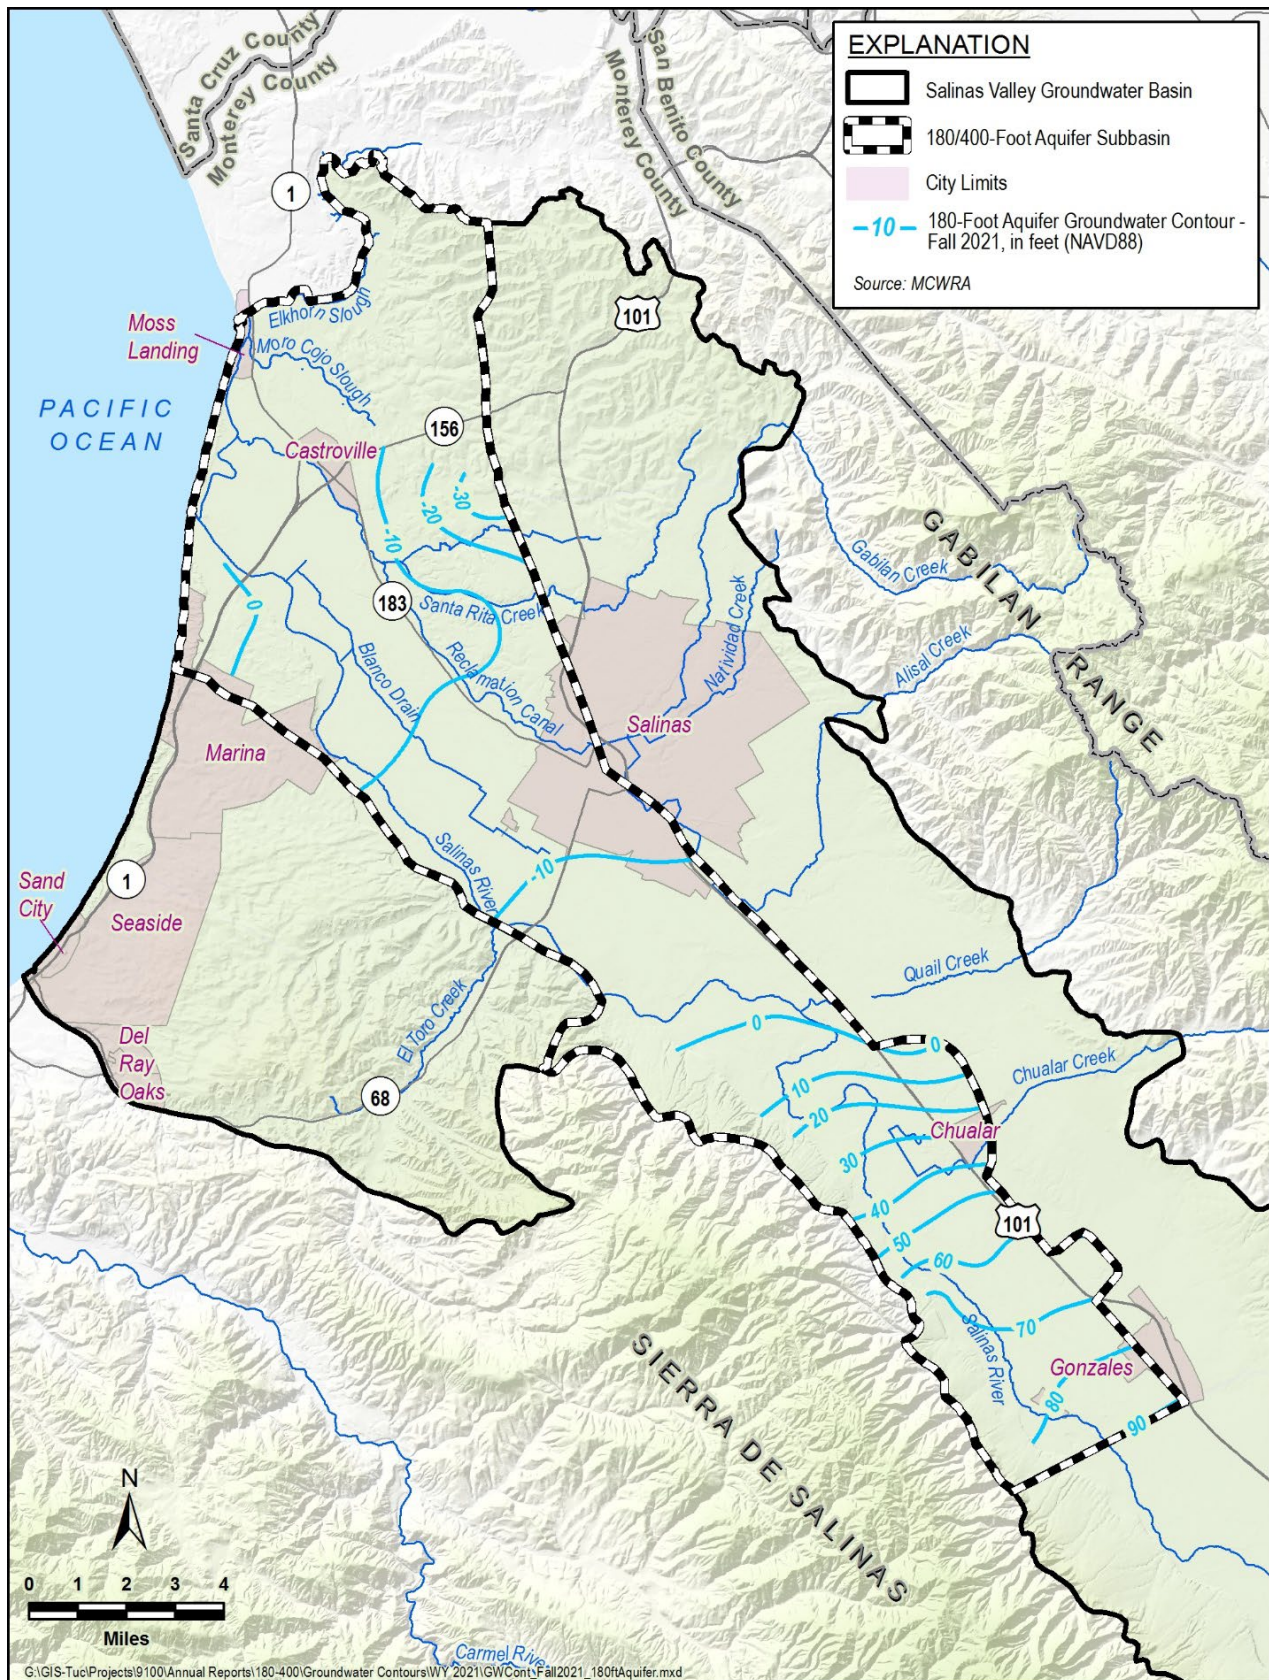 Santa Cruz County
Monterey County
San Benito County
Monterey County
EXPLANATION
Salinas Valley Groundwater Basin
180/400-Foot Aquifer Subbasin
City Limits
-10
180-Foot Aquifer Groundwater Contour -
Fall 2021, in feet (NAVD88)
Source: MCWRA
1
101
Elkhorn Slough
Moss
Landing
Moro Cojo Slough
PACIFIC
OCEAN
156
Castroville
-30
-20
-10
GABILAN
RANGE
Gabilan Creek
0
183
Santa Rita Creek
Natividad Creek
Alisal Creek
Blanco Drain
Reclamation Canal
Salinas
Marina
Salinas River
-10
1
Sand
City
Seaside
Quail Creek
El Toro Creek
0
0
Del
Ray
Oaks
68
10
Chualar Creek
20
Chualar
30
40
101
50
60
70
Salinas
River
Gonzales
80
90
SIERRA DE SALINAS
N
0 1 2 3 4
Miles
Carmel River
G:\GIS-Tuc\Projects\9100\Annual Reports\180-400\Groundwater Contours\WY 2021\GWCont_Fall2021_180ftAquifer.mxd